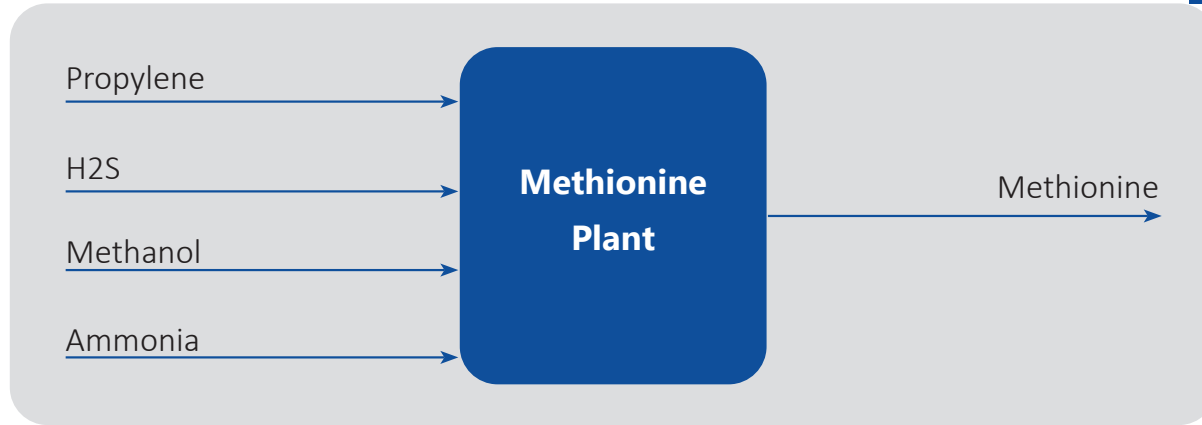 Propylene
H2S
Methanol
Ammonia
Methionine
Plant
Methionine